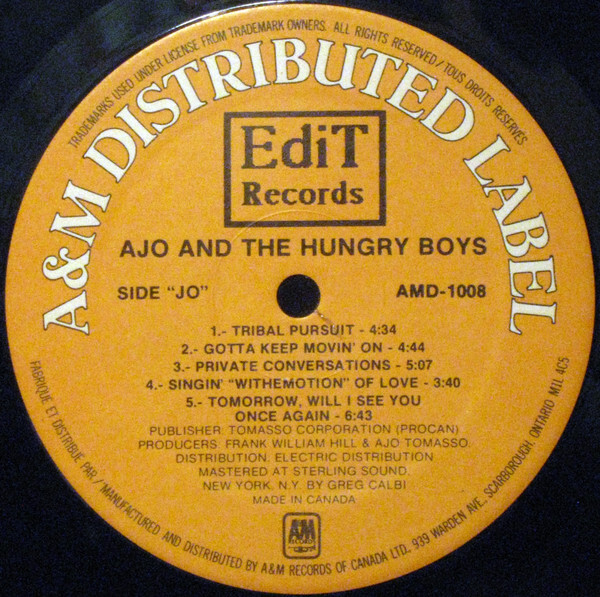 TRADEMARKS USED UNDER LICENSE FROM TRADEMARK OWNERS. ALL RIGHTS RESERVED / TOUS DROITS RESERVÉS
A&M DISTRIBUTED LABEL
EdiT
Records
AJO AND THE HUNGRY BOYS
SIDE "JO"
AMD-1008
1.- TRIBAL PURSUIT - 4:34
2.- GOTTA KEEP MOVIN' ON - 4:44
3.- PRIVATE CONVERSATIONS - 5:07
4.- SINGIN' "WITHEMOTION" OF LOVE - 3:40
5.- TOMORROW, WILL I SEE YOU
ONCE AGAIN - 6:43
PUBLISHER: TOMASSO CORPORATION (PROCAN)
PRODUCERS: FRANK WILLIAM HILL & AJO TOMASSO.
DISTRIBUTION: ELECTRIC DISTRIBUTION
MASTERED AT STERLING SOUND,
NEW YORK, N.Y. BY GREG CALBI
MADE IN CANADA
AM
RECORDS
FABRIQUE ET DISTRIBUE PAR / MANUFACTURED AND DISTRIBUTED BY A&M RECORDS OF CANADA LTD., 939 WARDEN AVE., SCARBOROUGH, ONTARIO M1L 4C5